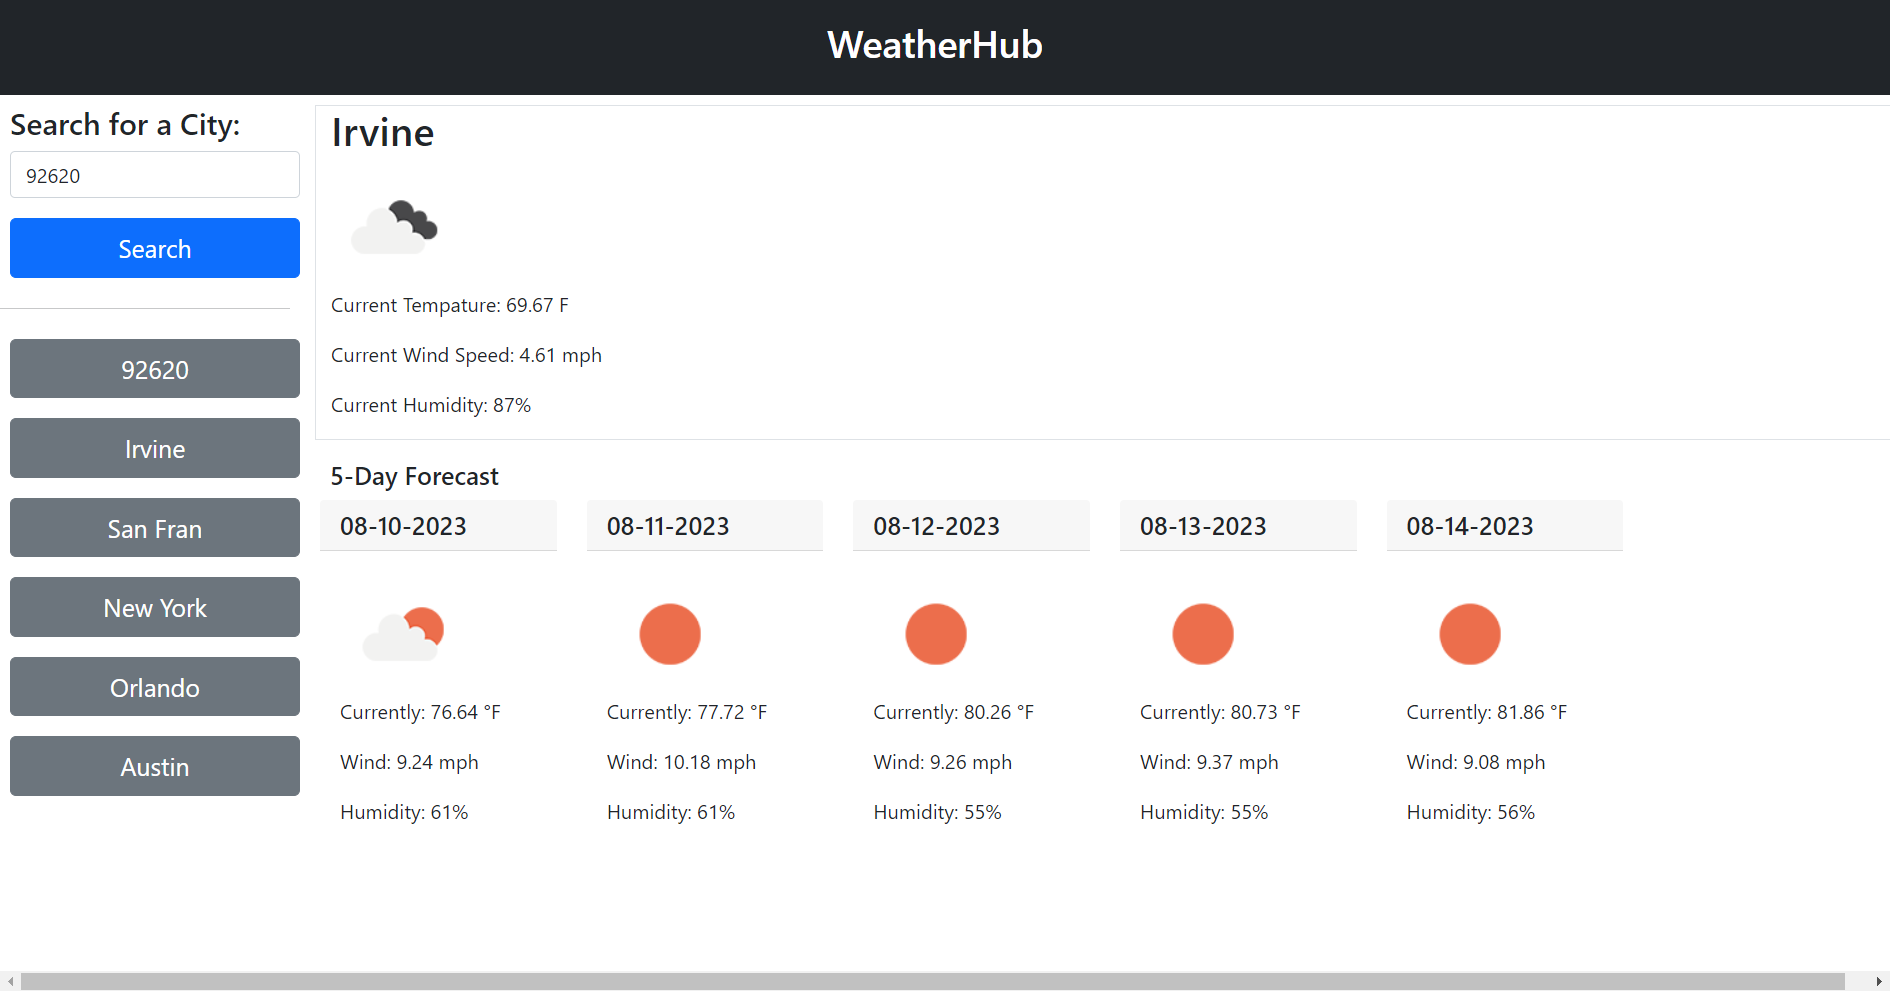 WeatherHub
Search for a City:
92620
Search
92620
Irvine
San Fran
New York
Orlando
Austin
Irvine
Current Tempature: 69.67 F
Current Wind Speed: 4.61 mph
Current Humidity: 87%
5-Day Forecast
08-10-2023
Currently: 76.64 °F
Wind: 9.24 mph
Humidity: 61%
08-11-2023
Currently: 77.72 °F
Wind: 10.18 mph
Humidity: 61%
08-12-2023
Currently: 80.26 °F
Wind: 9.26 mph
Humidity: 55%
08-13-2023
Currently: 80.73 °F
Wind: 9.37 mph
Humidity: 55%
08-14-2023
Currently: 81.86 °F
Wind: 9.08 mph
Humidity: 56%